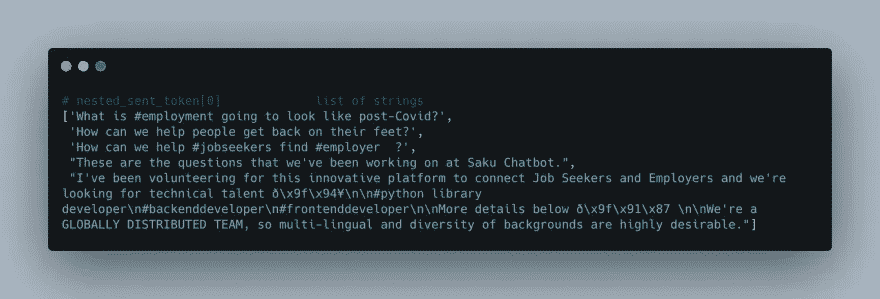 # nested_sent_token[0]             list of strings
['What is #employment going to look like post-Covid?',
 'How can we help people get back on their feet?',
 'How can we help #jobseekers find #employer  ?',
 "These are the questions that we've been working on at Saku Chatbot.",
 "I've been volunteering for this innovative platform to connect Job Seekers and Employers and we're
looking for technical talent ð\x9f\x94¥\n\n#python library
developer\n#backenddeveloper\n#frontenddeveloper\n\nMore details below ð\x9f\x91\x87 \n\nWe're a
GLOBALLY DISTRIBUTED TEAM, so multi-lingual and diversity of backgrounds are highly desirable."]